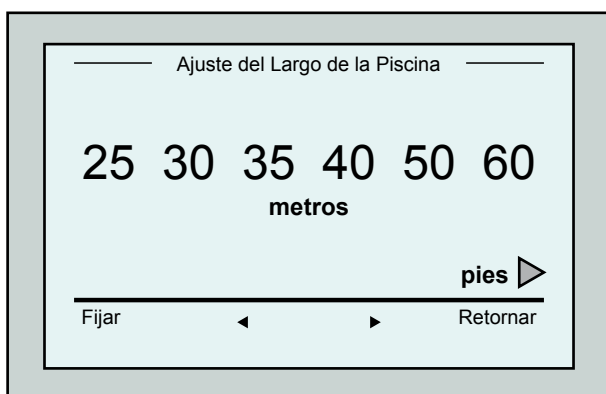 Ajuste del Largo de la Piscina
25 30 35 40 50 60
metros
pies
Fijar Retornar